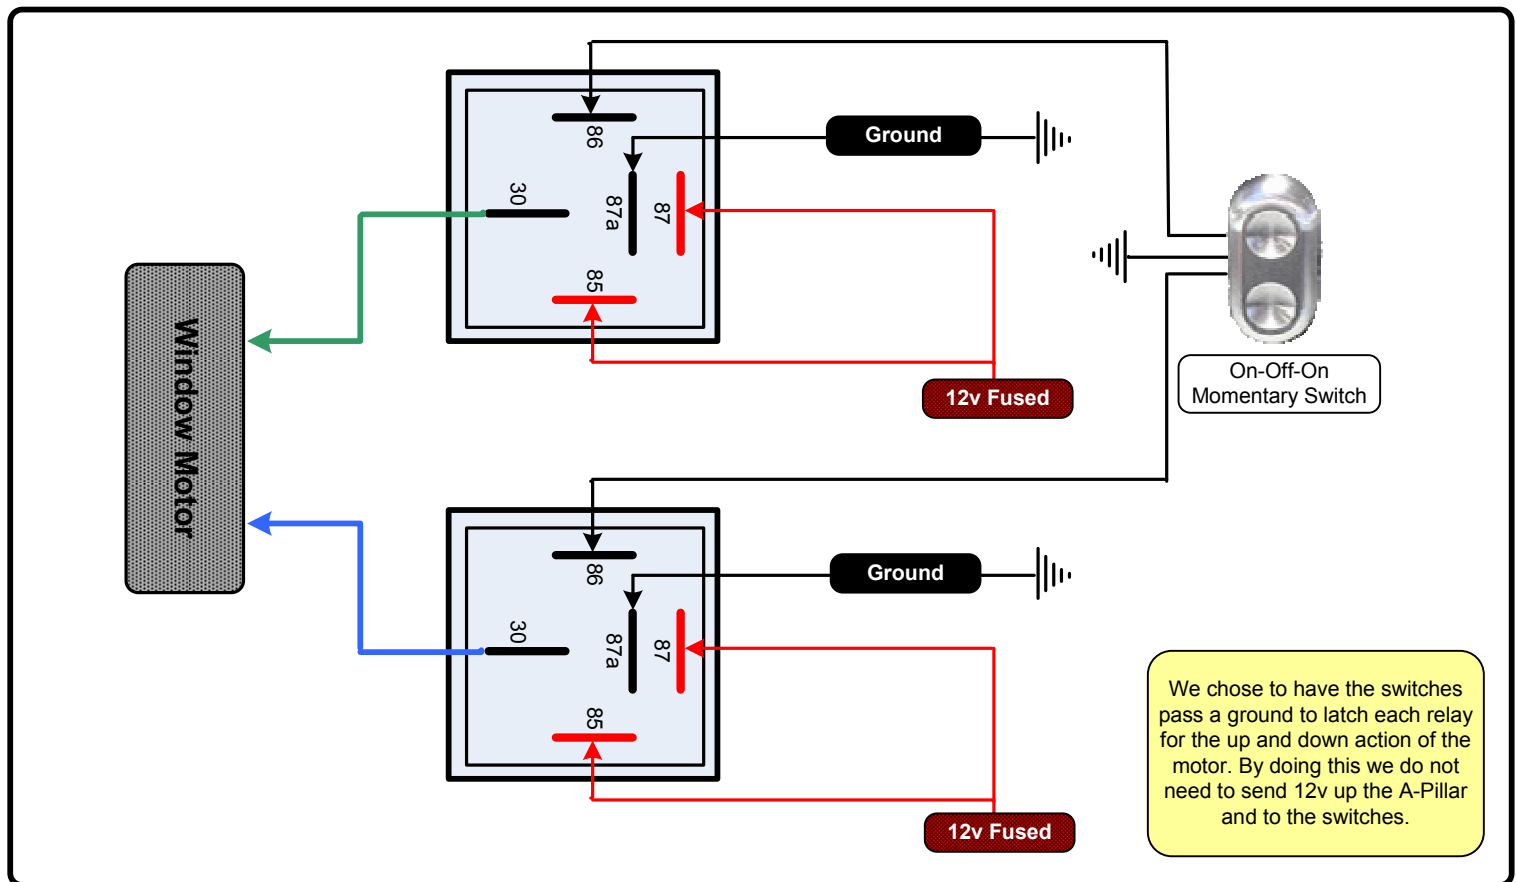 86
Ground
30
87a
87
85
12v Fused
On-Off-On
Momentary Switch
Window Motor
86
Ground
30
87a
87
85
12v Fused
We chose to have the switches
pass a ground to latch each relay
for the up and down action of the
motor. By doing this we do not
need to send 12v up the A-Pillar
and to the switches.